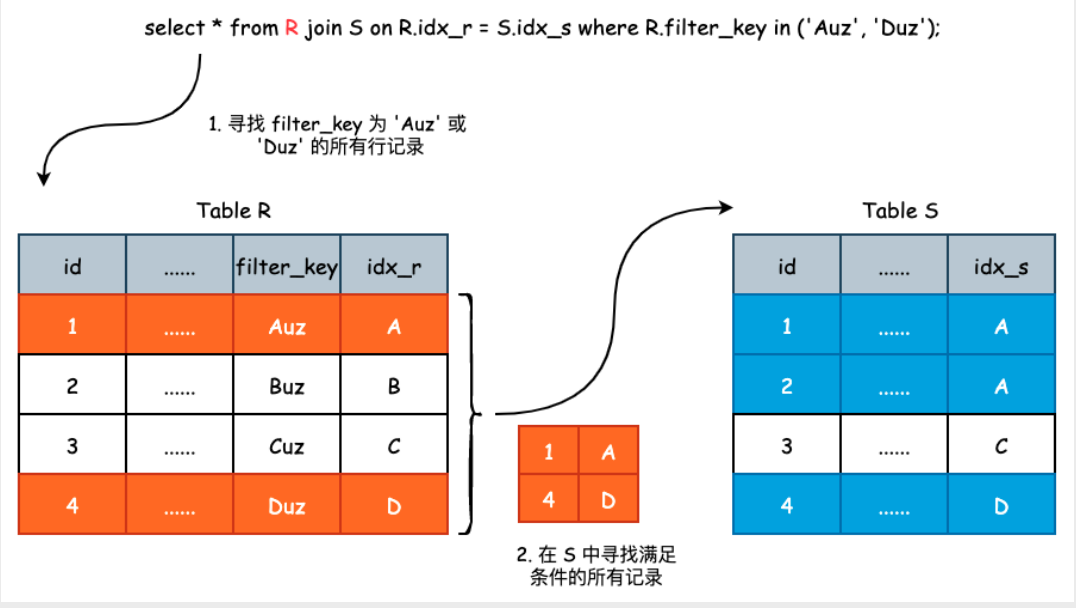 select * from R join S on R.idx_r = S.idx_s where R.filter_key in ('Auz', 'Duz');
1. 寻找 filter_key 为 'Auz' 或
'Duz' 的所有行记录
Table R
id ...... filter_key idx_r
1 ...... Auz A
2 ...... Buz B
3 ...... Cuz C
4 ...... Duz D
1 A
4 D
2. 在 S 中寻找满足
条件的所有记录
Table S
id ...... idx_s
1 ...... A
2 ...... A
3 ...... C
4 ...... D